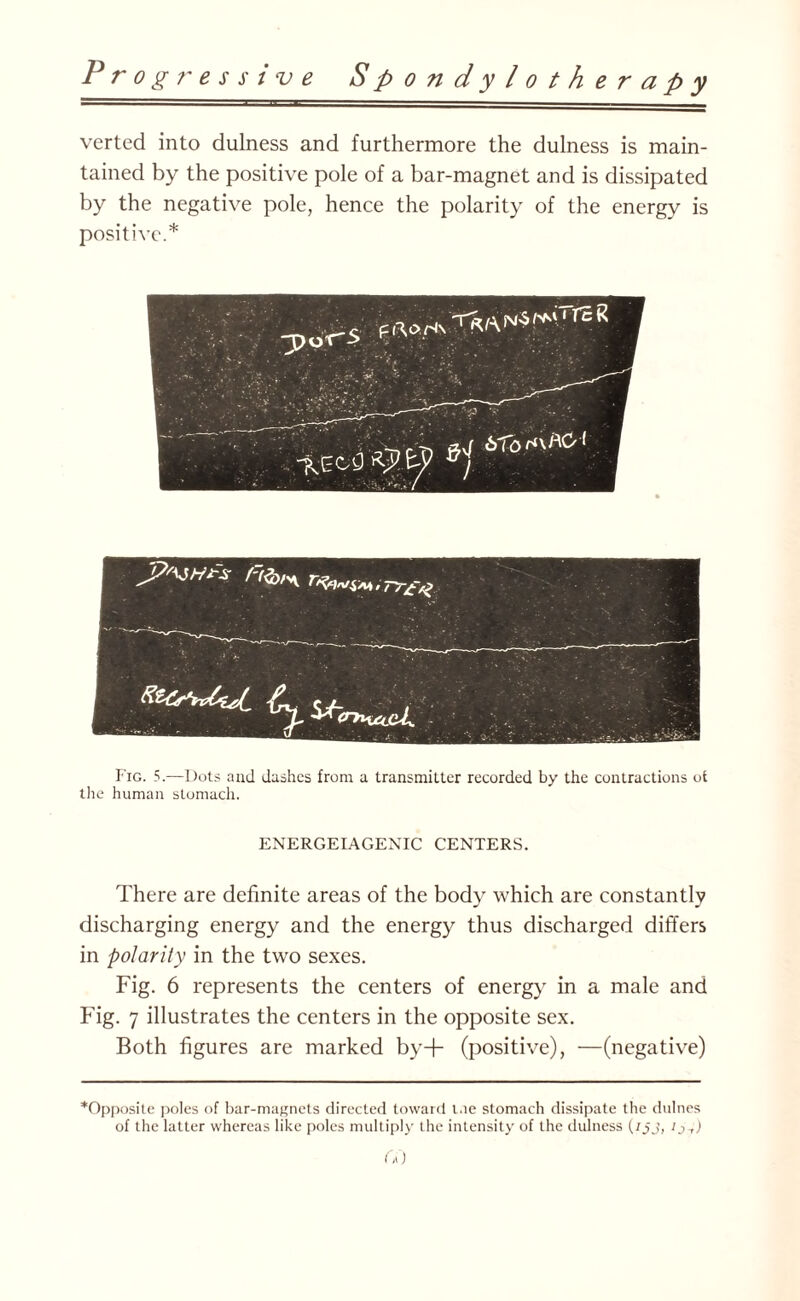 Progressive Spondylotherapy
verted into dulness and furthermore the dulness is main-
tained by the positive pole of a bar-magnet and is dissipated
by the negative pole, hence the polarity of the energy is
positive.*
DOTS FROM TRANSMITTER
RECORDED By STOMACH
DASHES FROM TRANSMITTER
Recorded by Stomach
Fig. 5.—Dots and dashes from a transmitter recorded by the contractions of
the human stomach.
ENERGEIAGENIC CENTERS.
There are definite areas of the body which are constantly
discharging energy and the energy thus discharged differs
in polarity in the two sexes.
Fig. 6 represents the centers of energy in a male and
Fig. 7 illustrates the centers in the opposite sex.
Both figures are marked by+ (positive), —(negative)
*Opposite poles of bar-magnets directed toward the stomach dissipate the dulnes
of the latter whereas like poles multiply the intensity of the dulness (153,